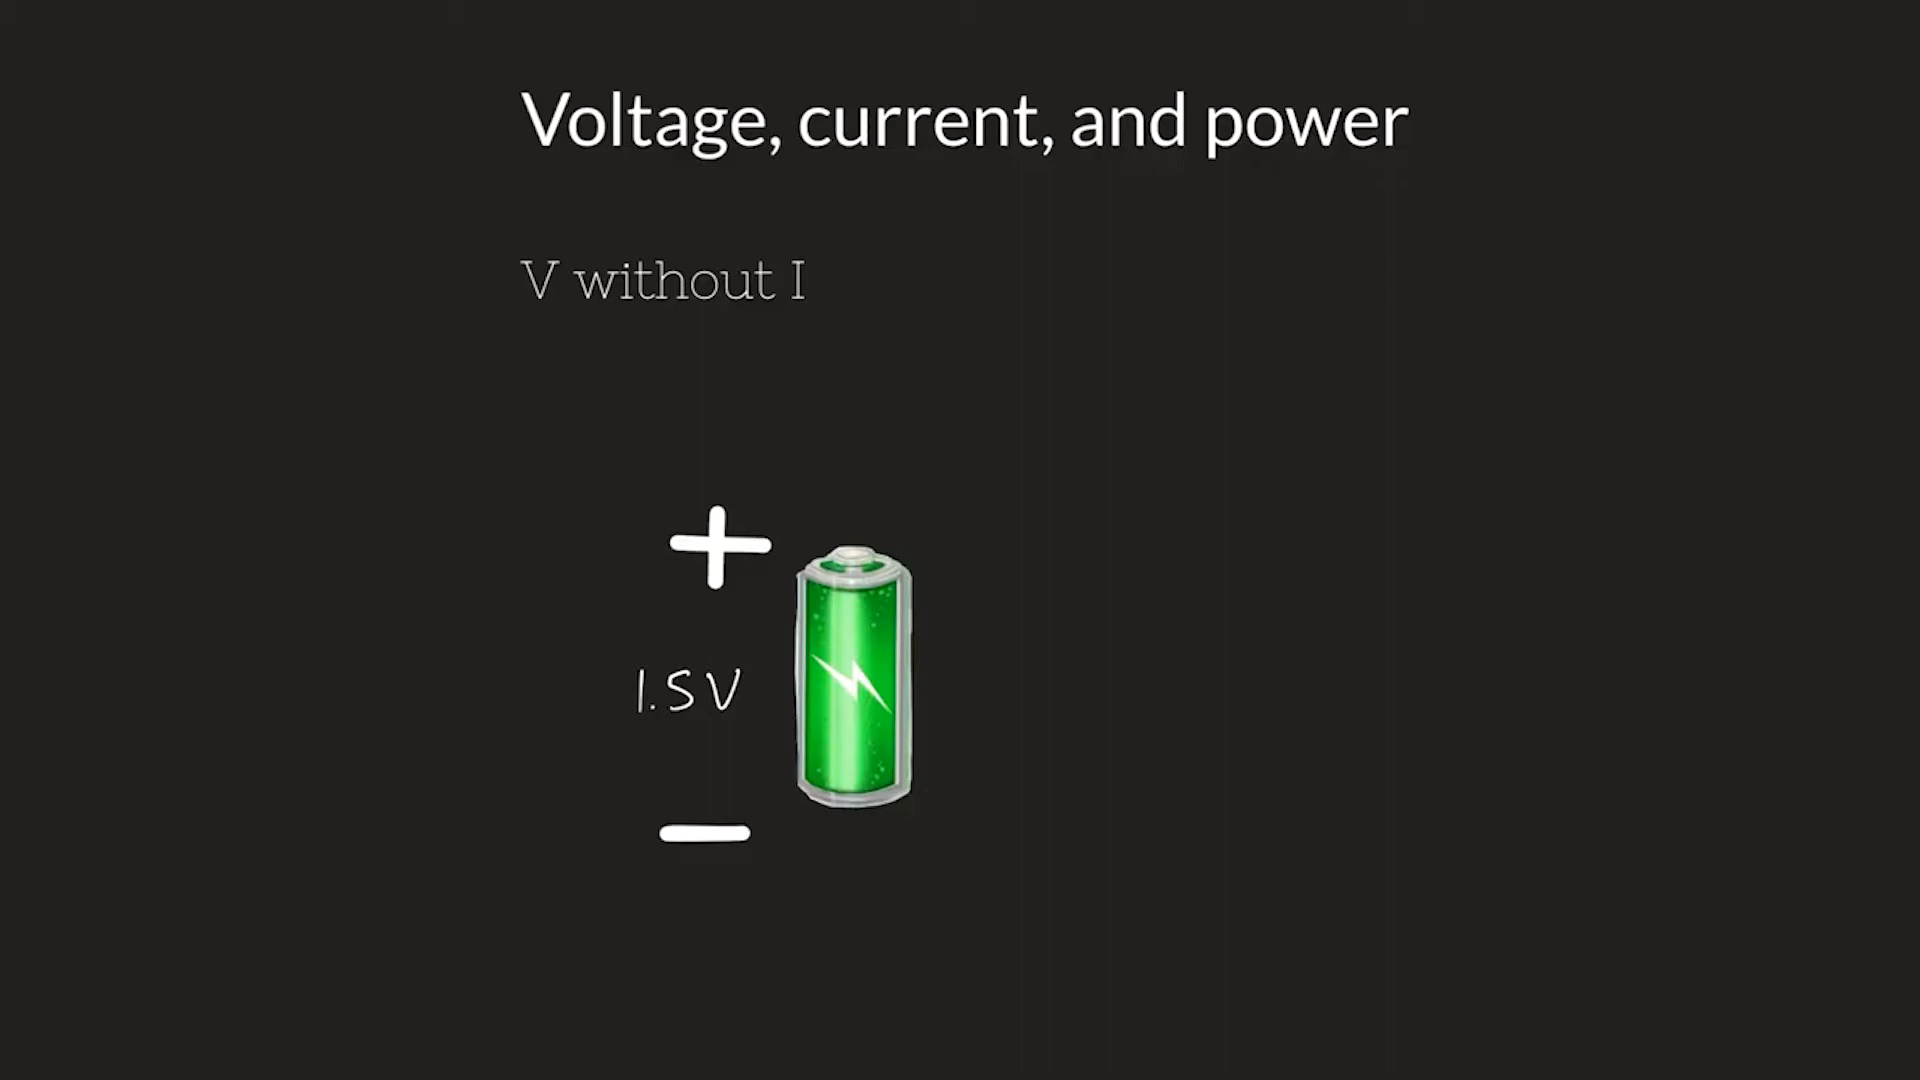 Voltage, current, and power
V without I
+
1.5 V
−